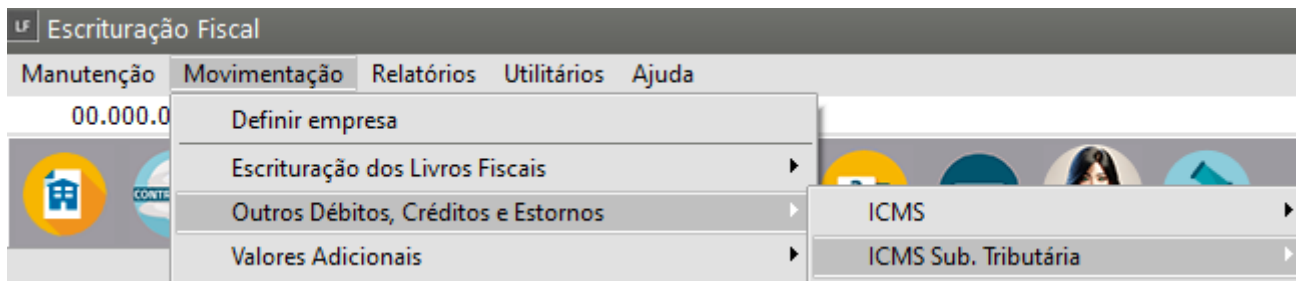 LF Escrituração Fiscal
Manutenção Movimentação Relatórios Utilitários Ajuda
00.000.0
Definir empresa
Escrituração dos Livros Fiscais
Outros Débitos, Créditos e Estornos
ICMS
Valores Adicionais
ICMS Sub. Tributária